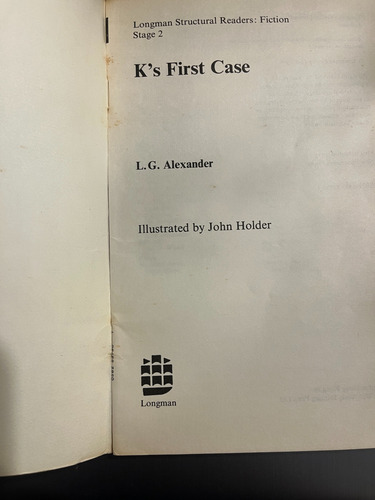 Longman Structural Readers: Fiction
Stage 2
K's First Case
L. G. Alexander
Illustrated by John Holder
Longman